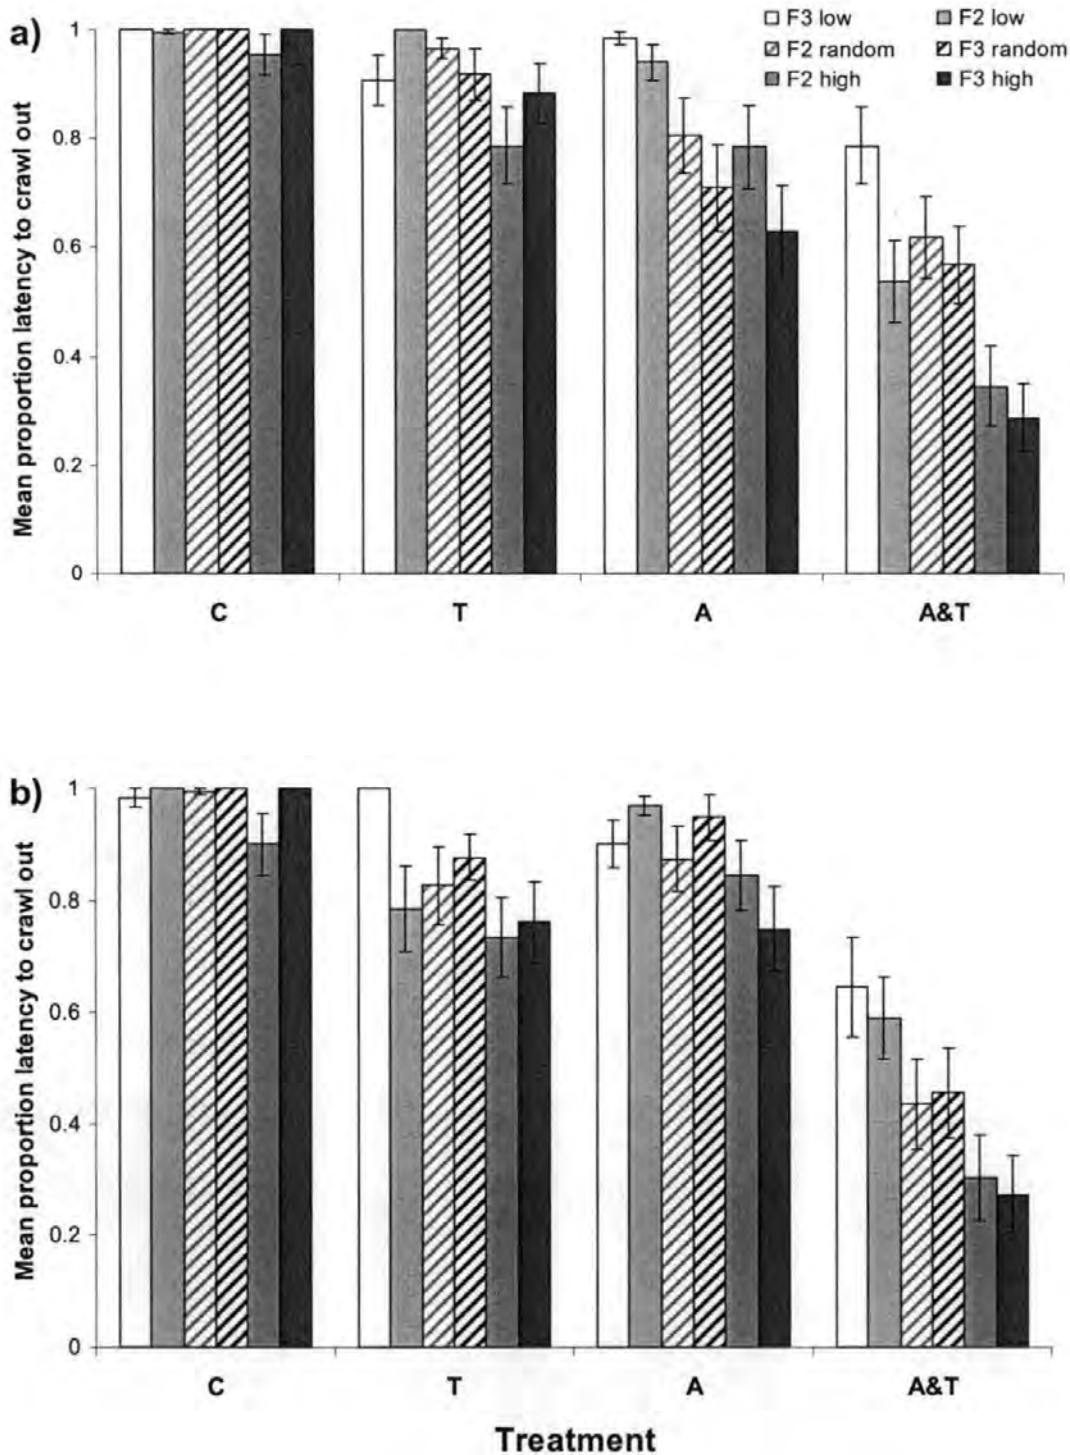 a)
F3 low F2 low
F2 random F3 random
F2 high F3 high
Mean proportion latency to crawl out
1
0.8
0.6
0.4
0.2
0
C T A A&T
b)
Mean proportion latency to crawl out
1
0.8
0.6
0.4
0.2
0
C T A A&T
Treatment